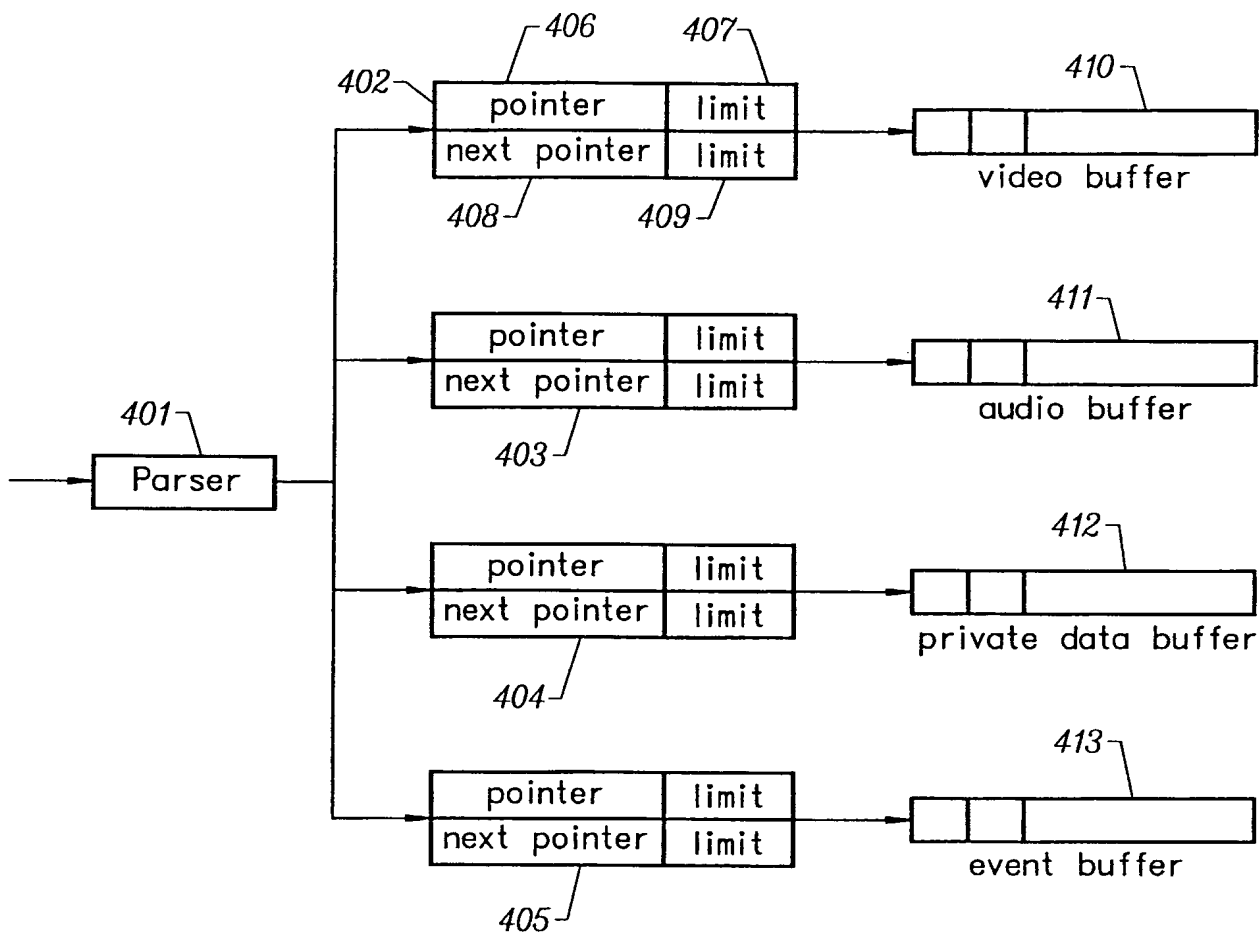 406
407
402
410
pointer limit
next pointer limit
video buffer
408
409
411
pointer limit
next pointer limit
audio buffer
401
403
Parser
412
pointer limit
next pointer limit
private data buffer
404
413
pointer limit
next pointer limit
event buffer
405